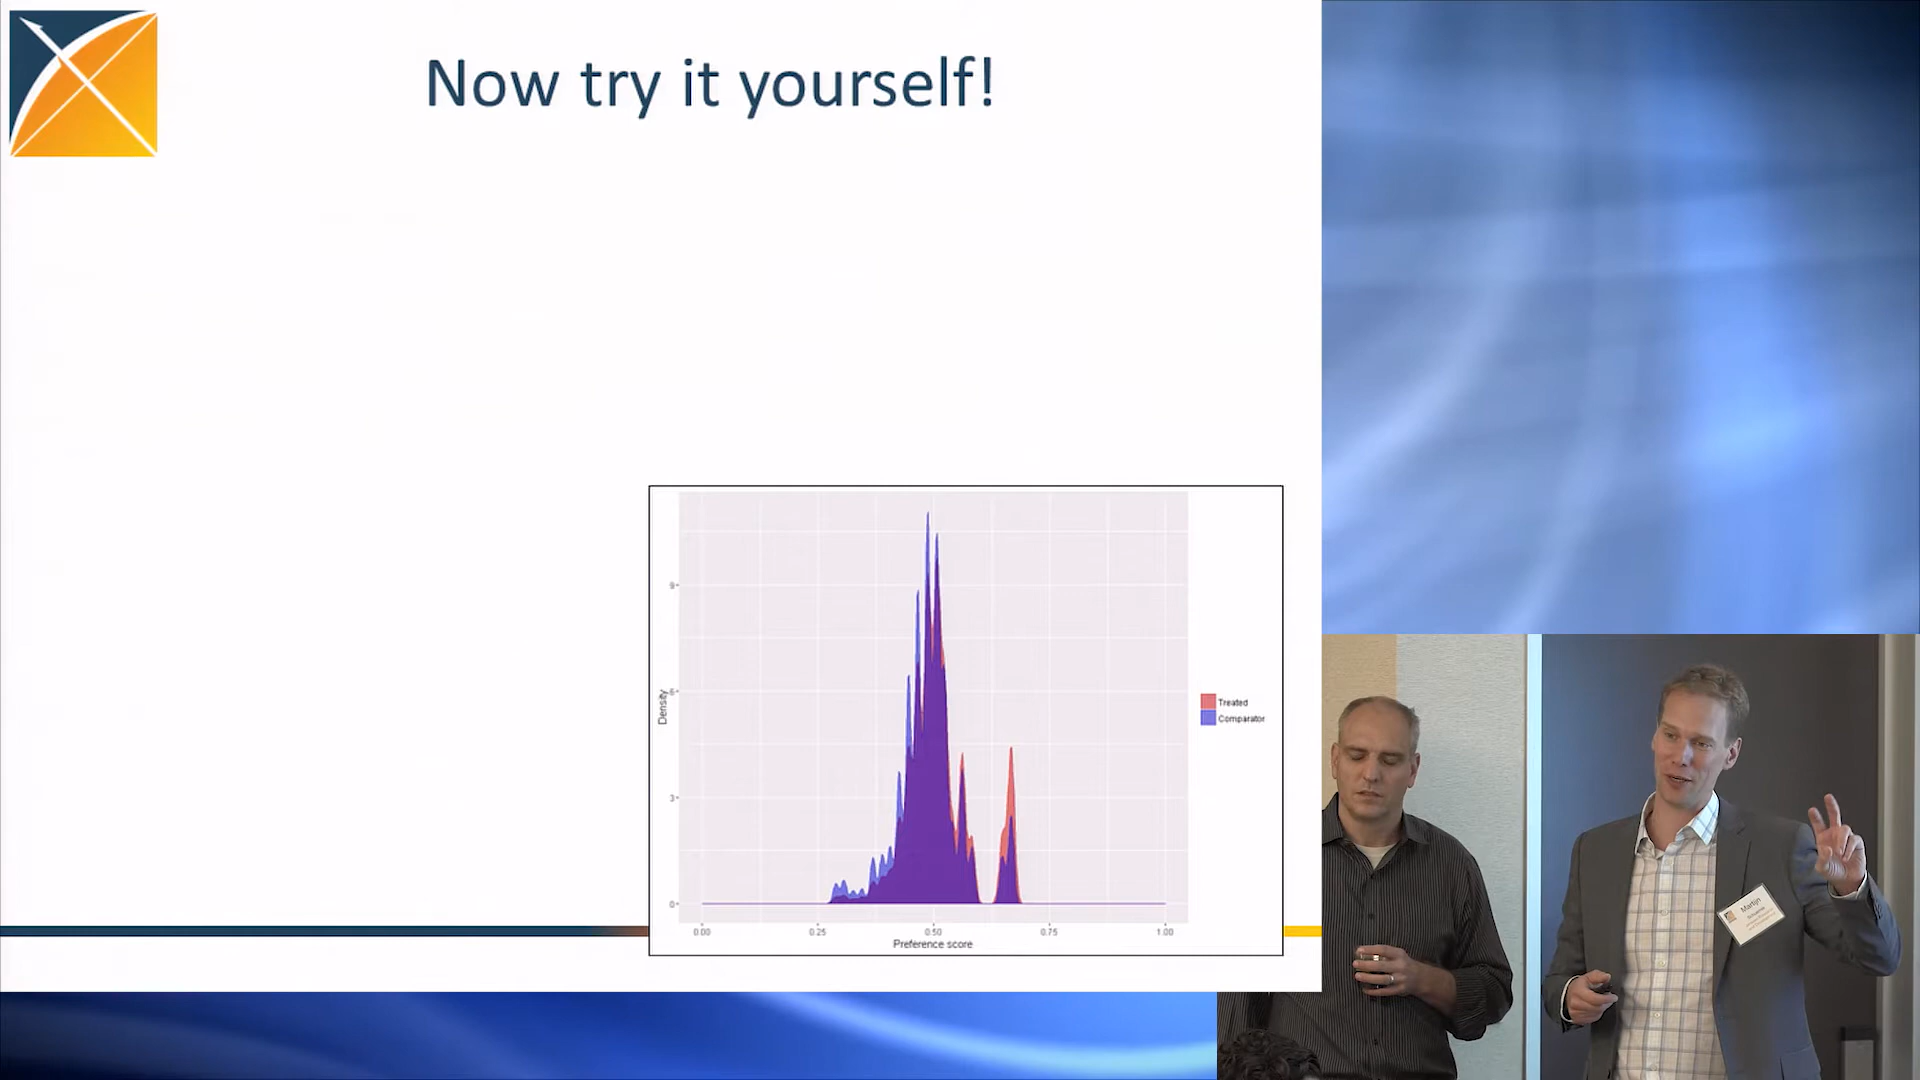 Now try it yourself!
9
6
3
0
Density
0.00 0.25 0.50 0.75 1.00
Preference score
Treated
Comparator
Martijn